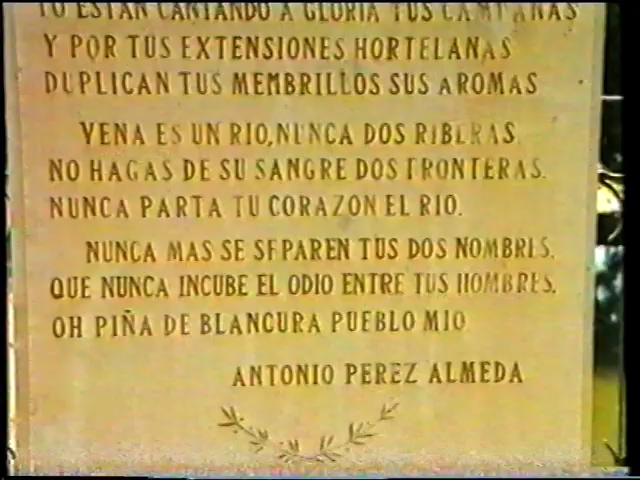 YO ESTAN CANTANDO A GLORIA TUS CAMPANAS
Y POR TUS EXTENSIONES HORTELANAS
DUPLICAN TUS MEMBRILLOS SUS AROMAS
VENA ES UN RIO, NUNCA DOS RIBERAS.
NO HAGAS DE SU SANGRE DOS FRONTERAS.
NUNCA PARTA TU CORAZON EL RIO.
NUNCA MAS SE SEPAREN TUS DOS NOMBRES.
QUE NUNCA INCUBE EL ODIO ENTRE TUS HOMBRES.
OH PIÑA DE BLANCURA PUEBLO MIO
ANTONIO PEREZ ALMEDA